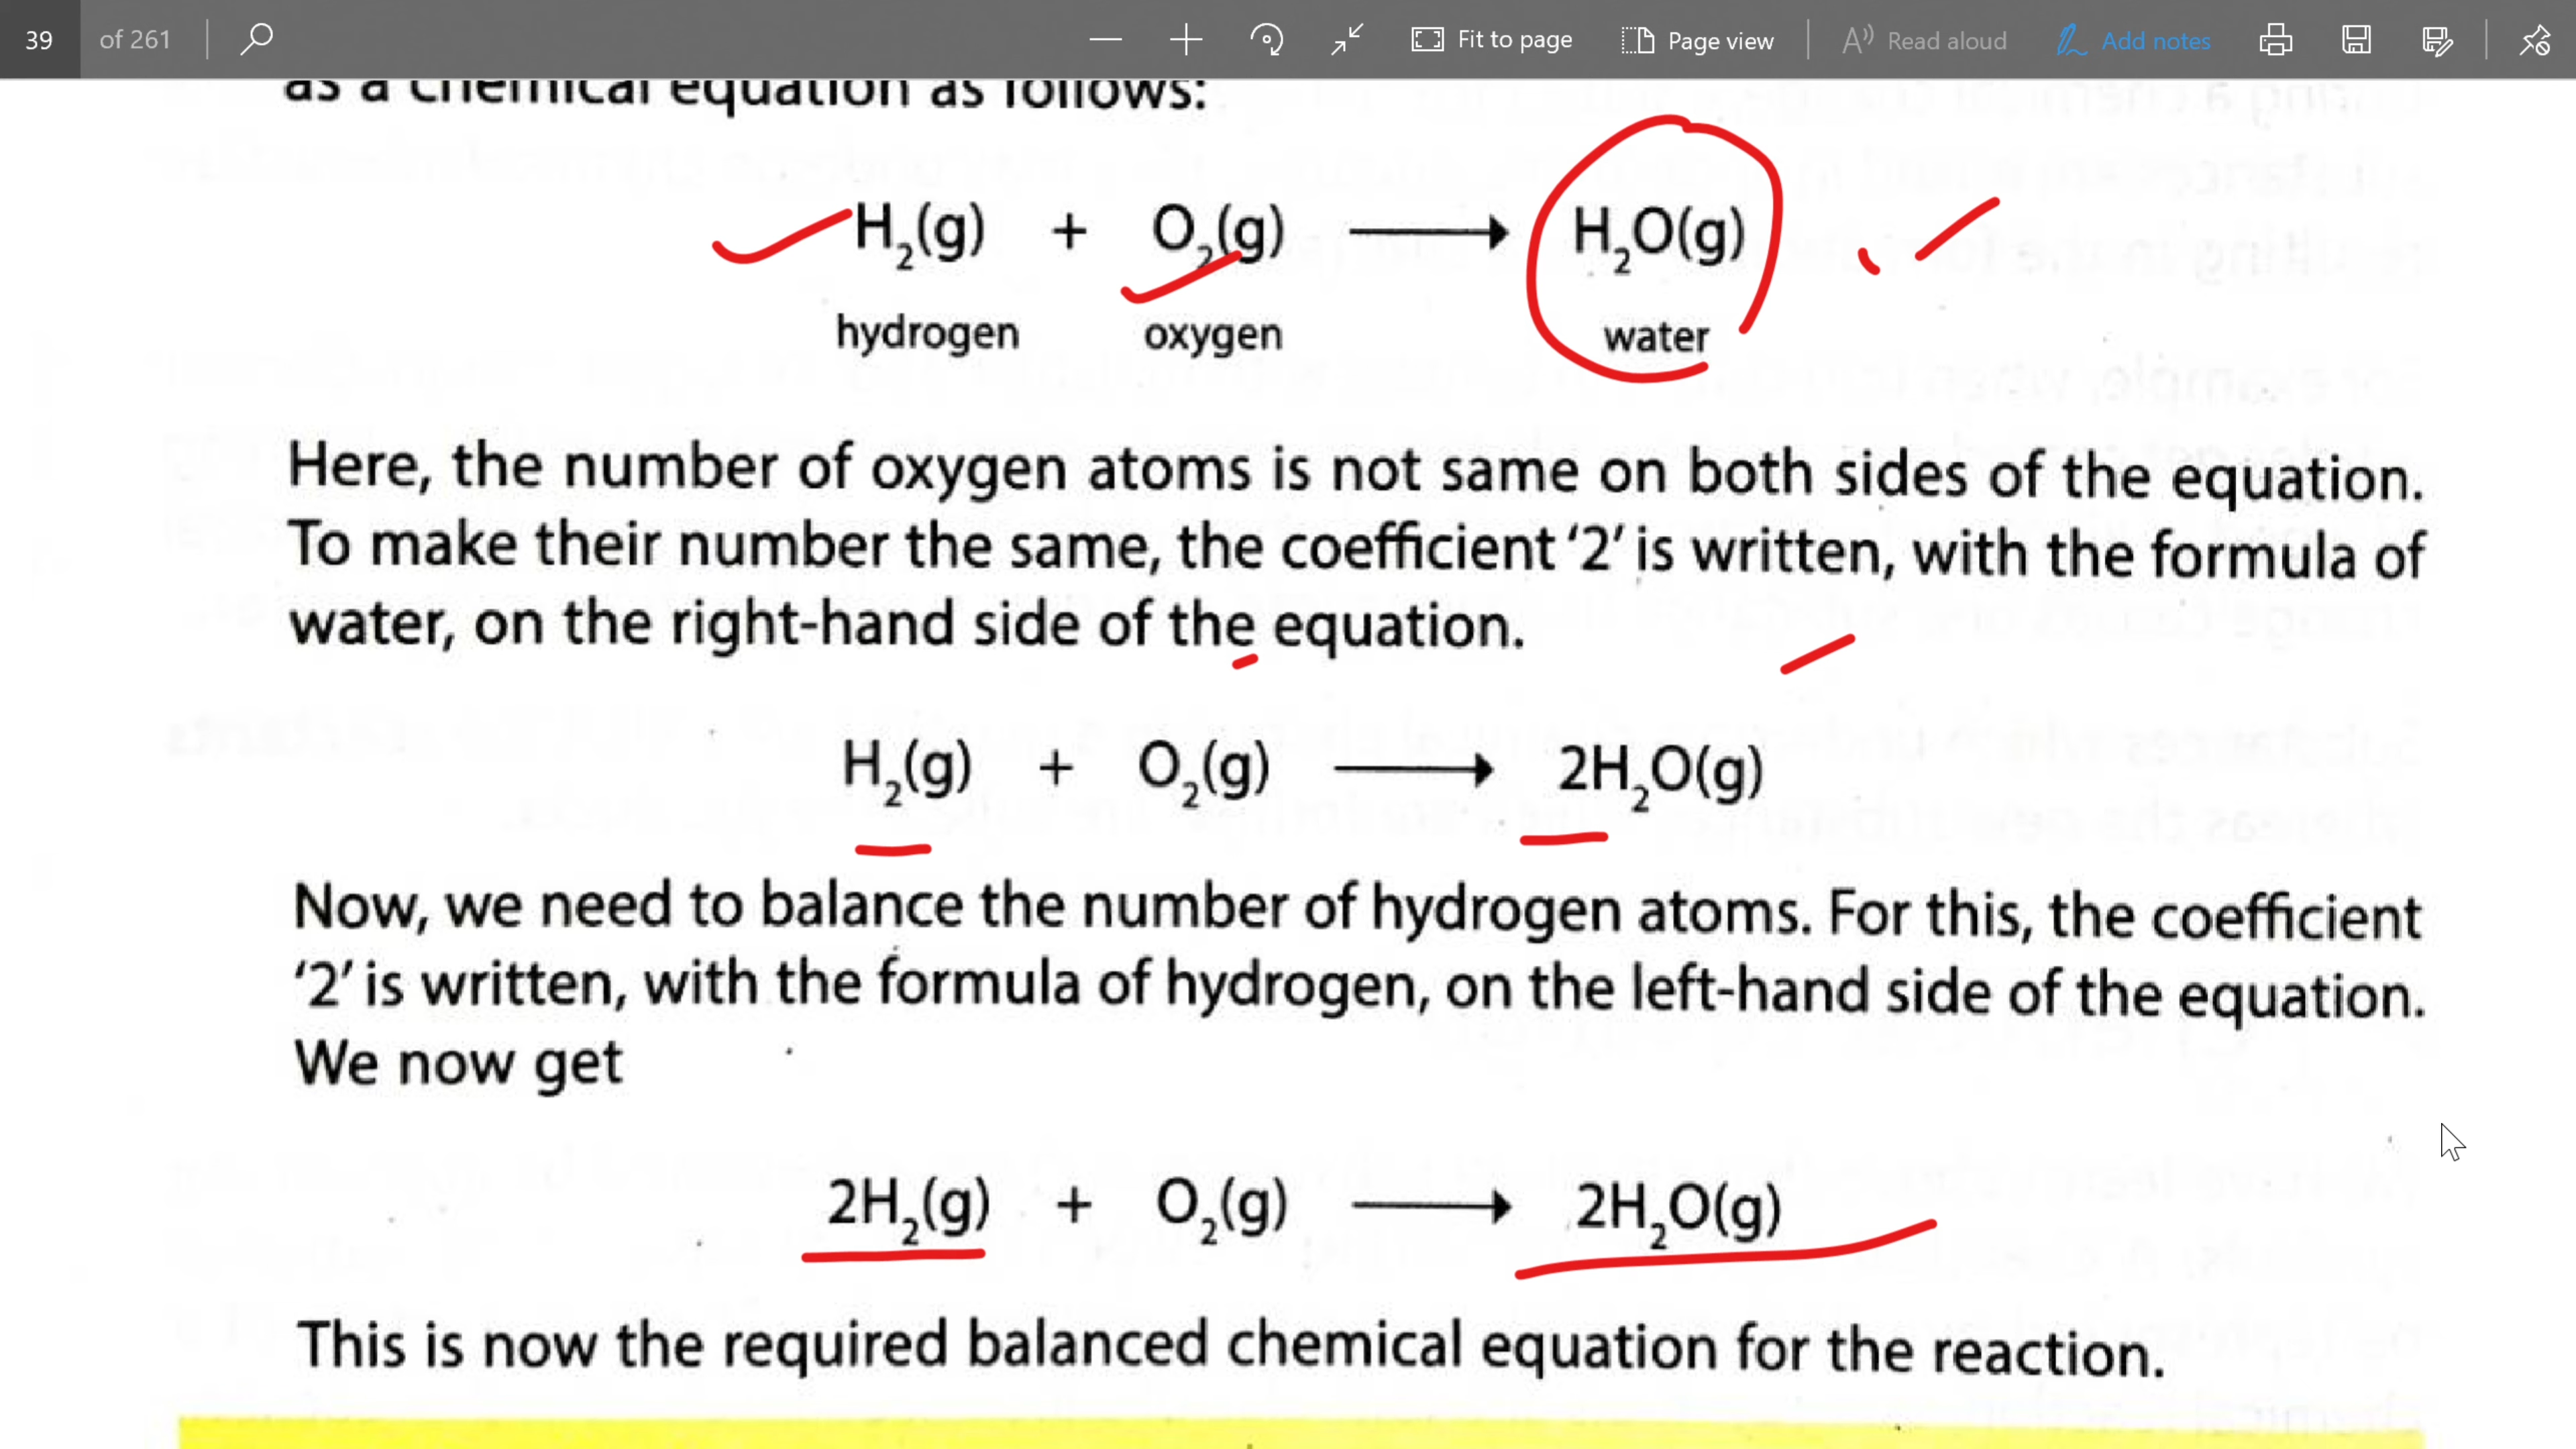 39 of 261 Fit to page Page view Read aloud Add notes
as a chemical equation as follows:
H₂(g) + O₂(g) ⟶ H₂O(g)
hydrogen oxygen water
Here, the number of oxygen atoms is not same on both sides of the equation.
To make their number the same, the coefficient ‘2’ is written, with the formula of
water, on the right-hand side of the equation.
H₂(g) + O₂(g) ⟶ 2H₂O(g)
Now, we need to balance the number of hydrogen atoms. For this, the coefficient
‘2’ is written, with the formula of hydrogen, on the left-hand side of the equation.
We now get
2H₂(g) + O₂(g) ⟶ 2H₂O(g)
This is now the required balanced chemical equation for the reaction.